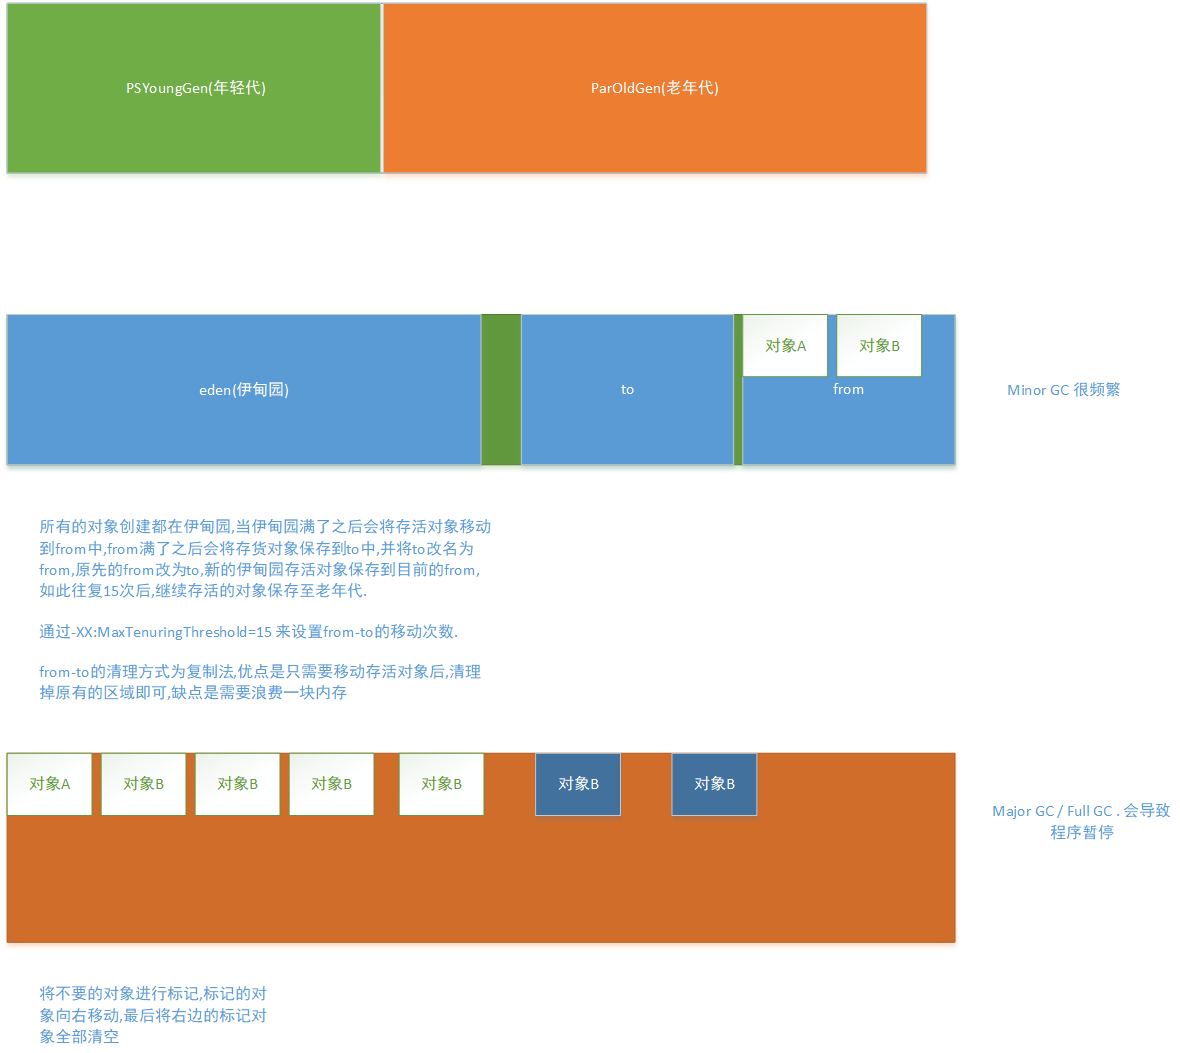 PSYoungGen(年轻代)
ParOldGen(老年代)
对象A
对象B
eden(伊甸园)
to
from
Minor GC 很频繁
所有的对象创建都在伊甸园,当伊甸园满了之后会将存活对象移动
到from中,from满了之后会将存货对象保存到to中,并将to改名为
from,原先的from改为to,新的伊甸园存活对象保存到目前的from,
如此往复15次后,继续存活的对象保存至老年代.
通过-XX:MaxTenuringThreshold=15 来设置from-to的移动次数.
from-to的清理方式为复制法,优点是只需要移动存活对象后,清理
掉原有的区域即可,缺点是需要浪费一块内存
对象A
对象B
对象B
对象B
对象B
对象B
对象B
Major GC / Full GC . 会导致
程序暂停
将不要的对象进行标记,标记的对
象向右移动,最后将右边的标记对
象全部清空